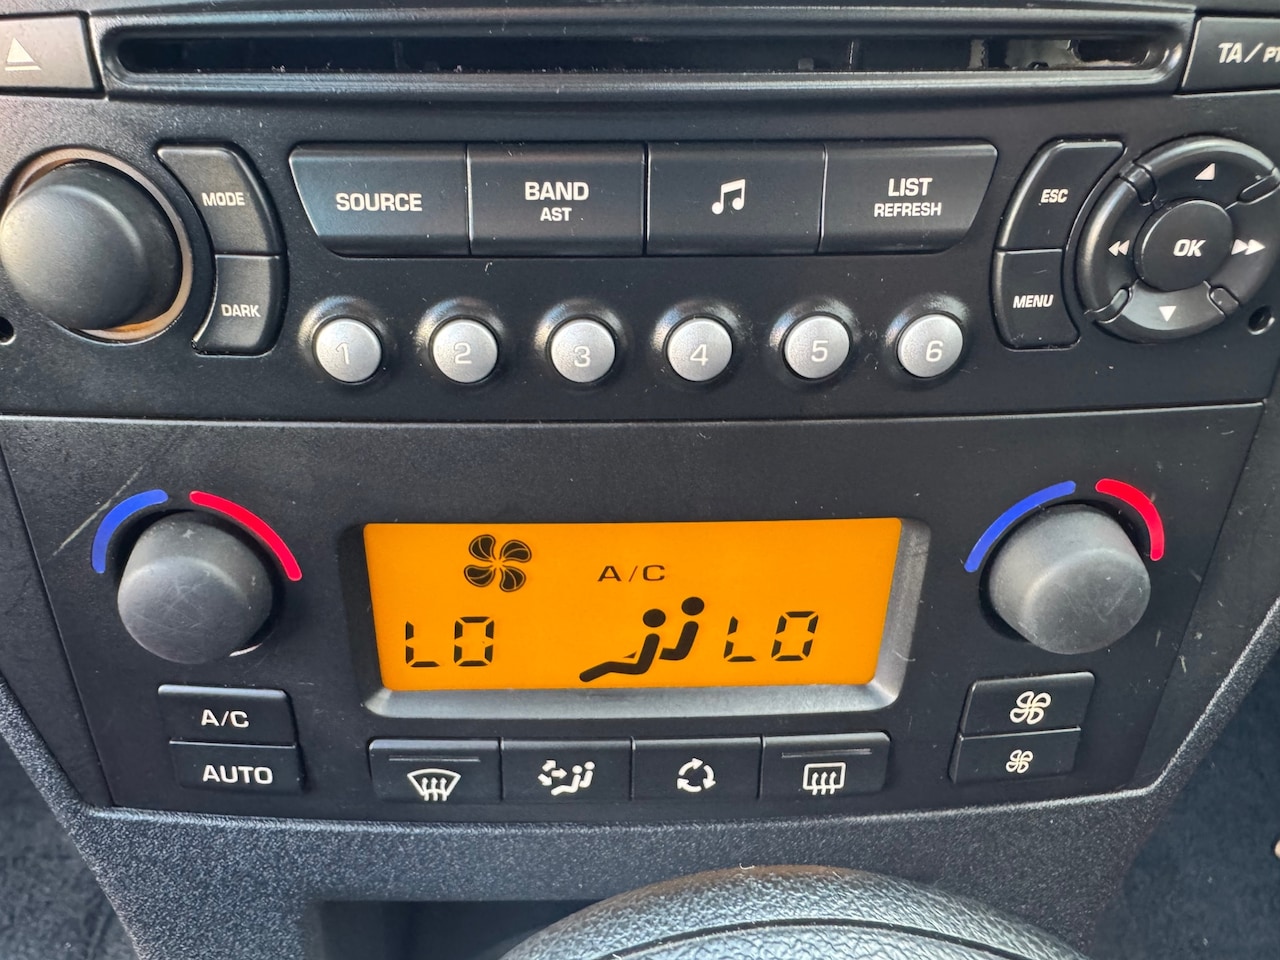 TA/PT
MODE
DARK
SOURCE
BAND
AST
LIST
REFRESH
ESC
MENU
OK
1 2 3 4 5 6
A/C
LO LO
A/C
AUTO